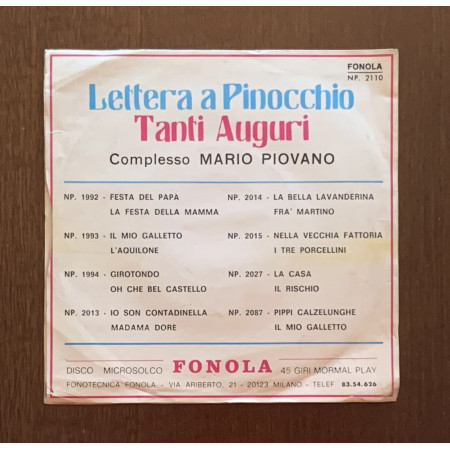 FONOLA
NP. 2110
Lettera a Pinocchio
Tanti Auguri
Complesso MARIO PIOVANO
NP. 1992 - FESTA DEL PAPÀ
LA FESTA DELLA MAMMA
NP. 1993 - IL MIO GALLETTO
L'AQUILONE
NP. 1994 - GIROTONDO
OH CHE BEL CASTELLO
NP. 2013 - IO SON CONTADINELLA
MADAMA DORE
NP. 2014 - LA BELLA LAVANDERINA
FRA' MARTINO
NP. 2015 - NELLA VECCHIA FATTORIA
I TRE PORCELLINI
NP. 2027 - LA CASA
IL RISCHIO
NP. 2087 - PIPPI CALZELUNGHE
IL MIO GALLETTO
DISCO MICROSOLCO FONOLA 45 GIRI MORMAL PLAY
FONOTECNICA FONOLA - VIA ARIBERTO, 21 - 20123 MILANO - TELEF 83.54.626